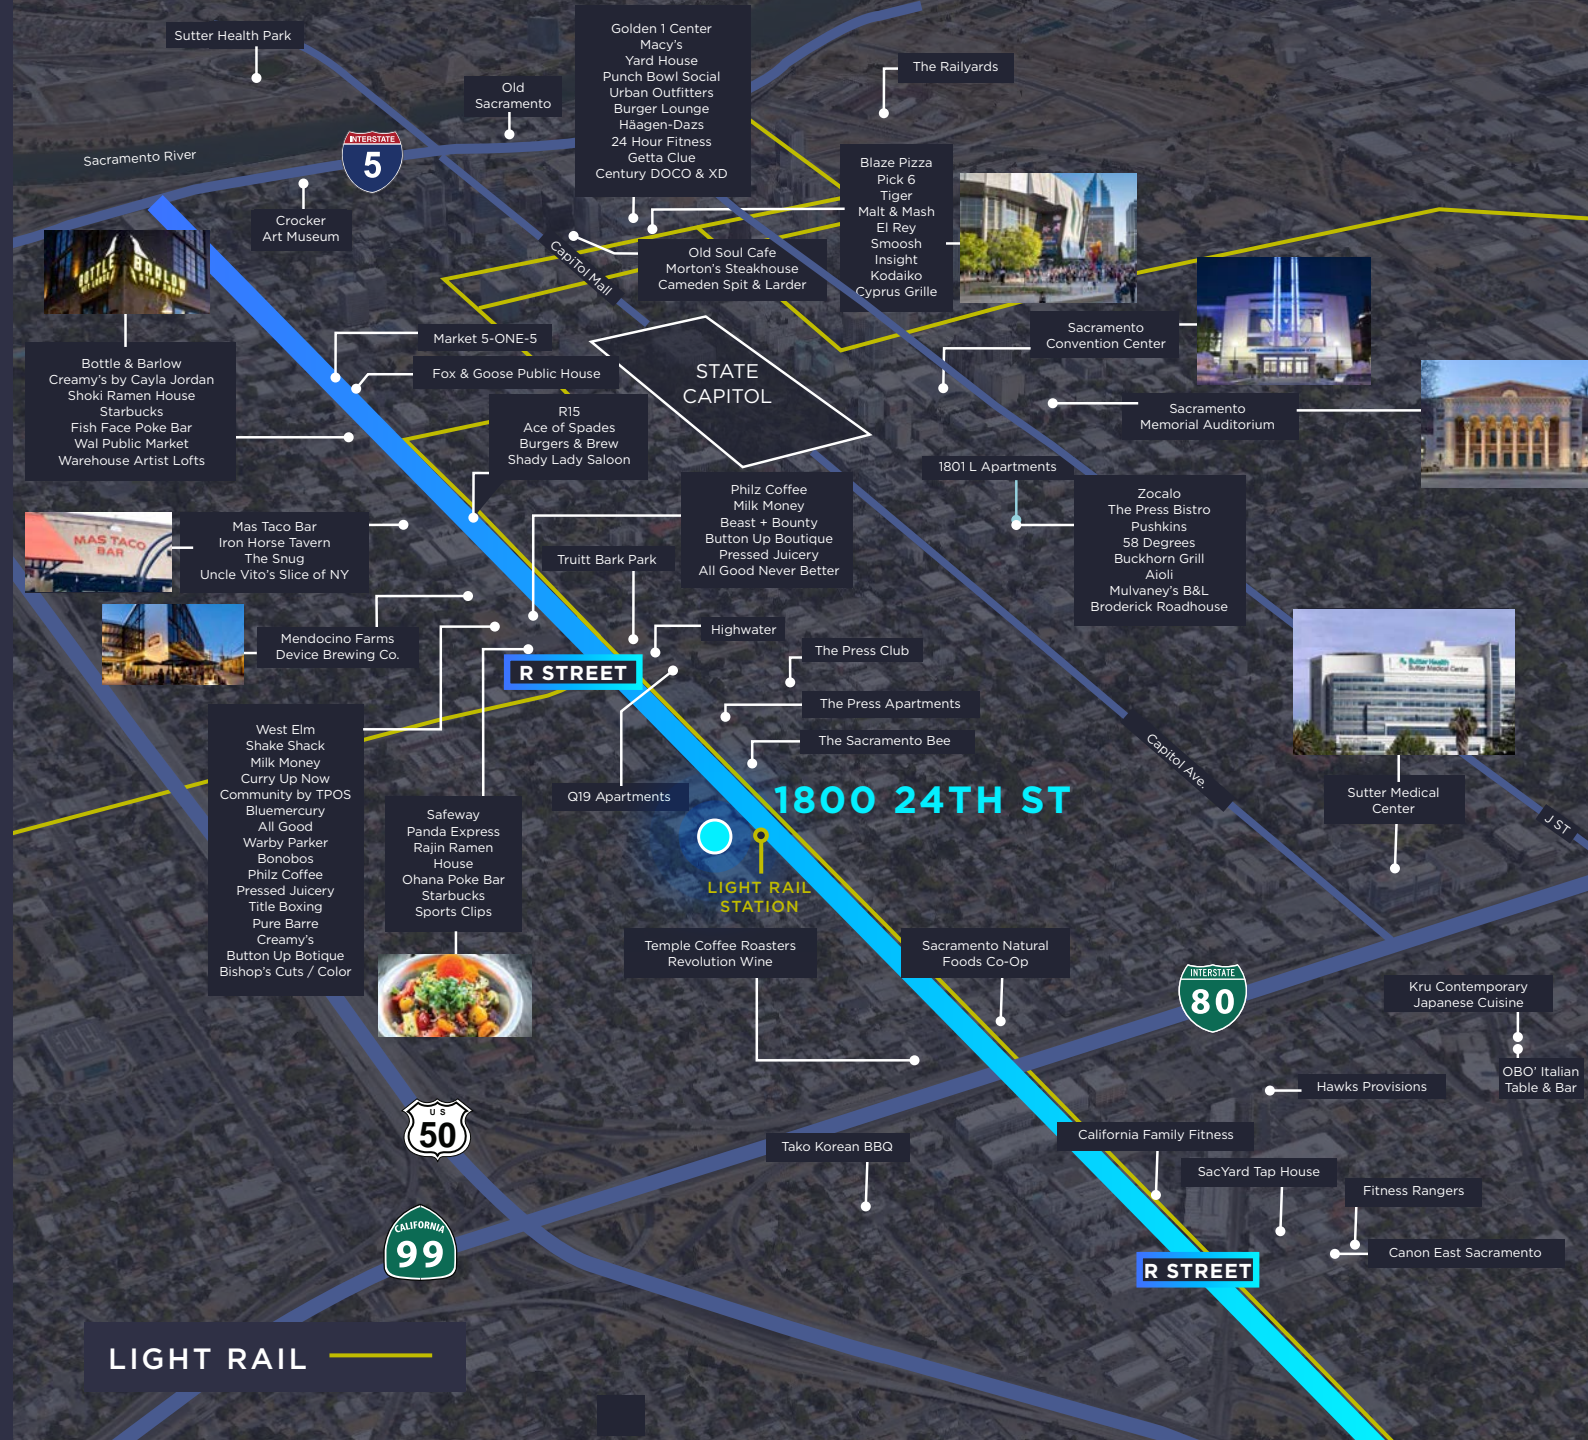 Sutter Health Park
Old
Sacramento
Golden 1 Center
Macy's
Yard House
Punch Bowl Social
Urban Outfitters
Burger Lounge
Häagen-Dazs
24 Hour Fitness
Getta Clue
Century DOCO & XD
The Railyards
Sacramento River
INTERSTATE
5
Crocker
Art Museum
Blaze Pizza
Pick 6
Tiger
Malt & Mash
El Rey
Smoosh
Insight
Kodaiko
Cyprus Grille
CapiTol Mall
Old Soul Cafe
Morton's Steakhouse
Cameden Spit & Larder
BOTTLE & BARLOW
Bottle & Barlow
Creamy's by Cayla Jordan
Shoki Ramen House
Starbucks
Fish Face Poke Bar
Wal Public Market
Warehouse Artist Lofts
Market 5-ONE-5
Fox & Goose Public House
STATE
CAPITOL
Sacramento
Convention Center
Sacramento
Memorial Auditorium
R15
Ace of Spades
Burgers & Brew
Shady Lady Saloon
1801 L Apartments
Philz Coffee
Milk Money
Beast + Bounty
Button Up Boutique
Pressed Juicery
All Good Never Better
Zocalo
The Press Bistro
Pushkins
58 Degrees
Buckhorn Grill
Aioli
Mulvaney's B&L
Broderick Roadhouse
MAS TACO
BAR
Mas Taco Bar
Iron Horse Tavern
The Snug
Uncle Vito's Slice of NY
Truitt Bark Park
Mendocino Farms
Device Brewing Co.
Highwater
The Press Club
R STREET
The Press Apartments
The Sacramento Bee
Sutter Health
Sutter Medical Center
Capitol Ave.
Sutter Medical
Center
J ST
West Elm
Shake Shack
Milk Money
Curry Up Now
Community by TPOS
Bluemercury
All Good
Warby Parker
Bonobos
Philz Coffee
Pressed Juicery
Title Boxing
Pure Barre
Creamy's
Button Up Botique
Bishop's Cuts / Color
Q19 Apartments
1800 24TH ST
Safeway
Panda Express
Rajin Ramen
House
Ohana Poke Bar
Starbucks
Sports Clips
LIGHT RAIL
STATION
Temple Coffee Roasters
Revolution Wine
Sacramento Natural
Foods Co-Op
INTERSTATE
80
Kru Contemporary
Japanese Cuisine
OBO' Italian
Table & Bar
Hawks Provisions
US
50
California Family Fitness
Tako Korean BBQ
SacYard Tap House
Fitness Rangers
CALIFORNIA
99
Canon East Sacramento
R STREET
LIGHT RAIL